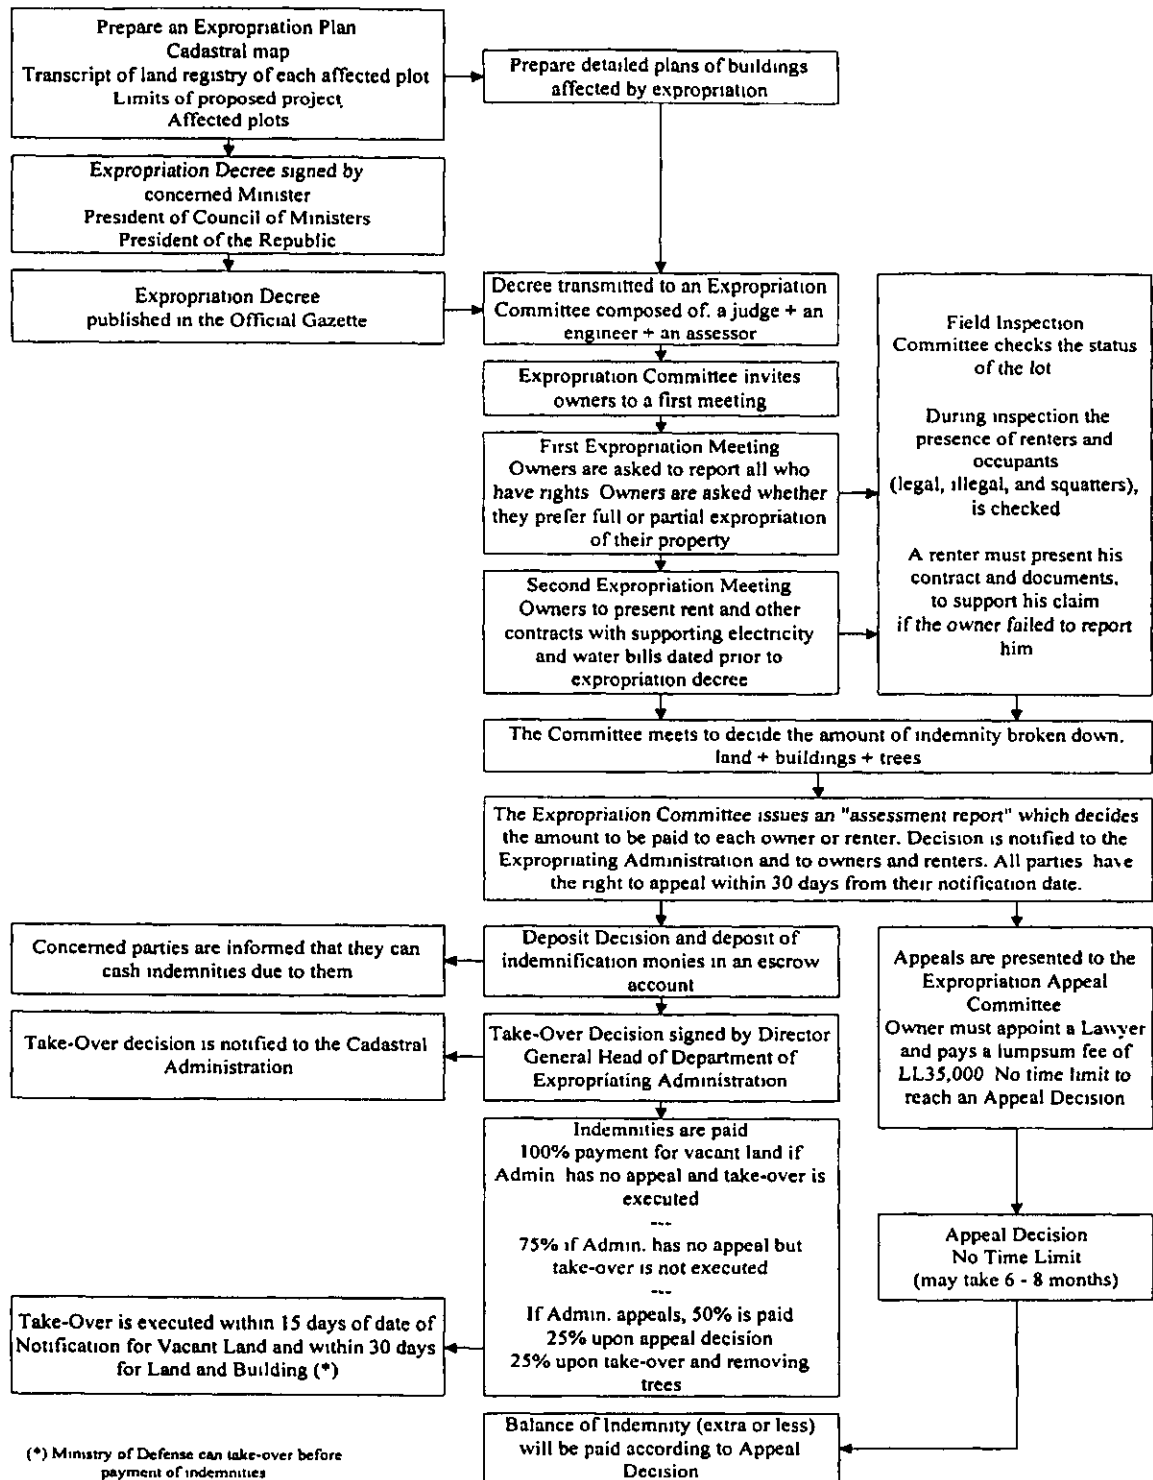 Prepare an Expropriation Plan
Cadastral map
Transcript of land registry of each affected plot
Limits of proposed project
Affected plots
Prepare detailed plans of buildings
affected by expropriation
Expropriation Decree signed by
concerned Minister
President of Council of Ministers
President of the Republic
Expropriation Decree
published in the Official Gazette
Decree transmitted to an Expropriation
Committee composed of. a judge + an
engineer + an assessor
Expropriation Committee invites
owners to a first meeting
First Expropriation Meeting
Owners are asked to report all who
have rights Owners are asked whether
they prefer full or partial expropriation
of their property
Second Expropriation Meeting
Owners to present rent and other
contracts with supporting electricity
and water bills dated prior to
expropriation decree
Field Inspection
Committee checks the status
of the lot
During inspection the
presence of renters and
occupants
(legal, illegal, and squatters),
is checked
A renter must present his
contract and documents,
to support his claim
if the owner failed to report
him
The Committee meets to decide the amount of indemnity broken down.
land + buildings + trees
The Expropriation Committee issues an "assessment report" which decides
the amount to be paid to each owner or renter. Decision is notified to the
Expropriating Administration and to owners and renters. All parties have
the right to appeal within 30 days from their notification date.
Concerned parties are informed that they can
cash indemnities due to them
Deposit Decision and deposit of
indemnification monies in an escrow
account
Appeals are presented to the
Expropriation Appeal
Committee
Owner must appoint a Lawyer
and pays a lumpsum fee of
LL35,000 No time limit to
reach an Appeal Decision
Take-Over decision is notified to the Cadastral
Administration
Take-Over Decision signed by Director
General Head of Department of
Expropriating Administration
Indemnities are paid
100% payment for vacant land if
Admin has no appeal and take-over is
executed
---
75% if Admin. has no appeal but
take-over is not executed
---
If Admin. appeals, 50% is paid
25% upon appeal decision
25% upon take-over and removing
trees
Appeal Decision
No Time Limit
(may take 6 - 8 months)
Take-Over is executed within 15 days of date of
Notification for Vacant Land and within 30 days
for Land and Building (*)
Balance of Indemnity (extra or less)
will be paid according to Appeal
Decision
(*) Ministry of Defense can take-over before
payment of indemnities